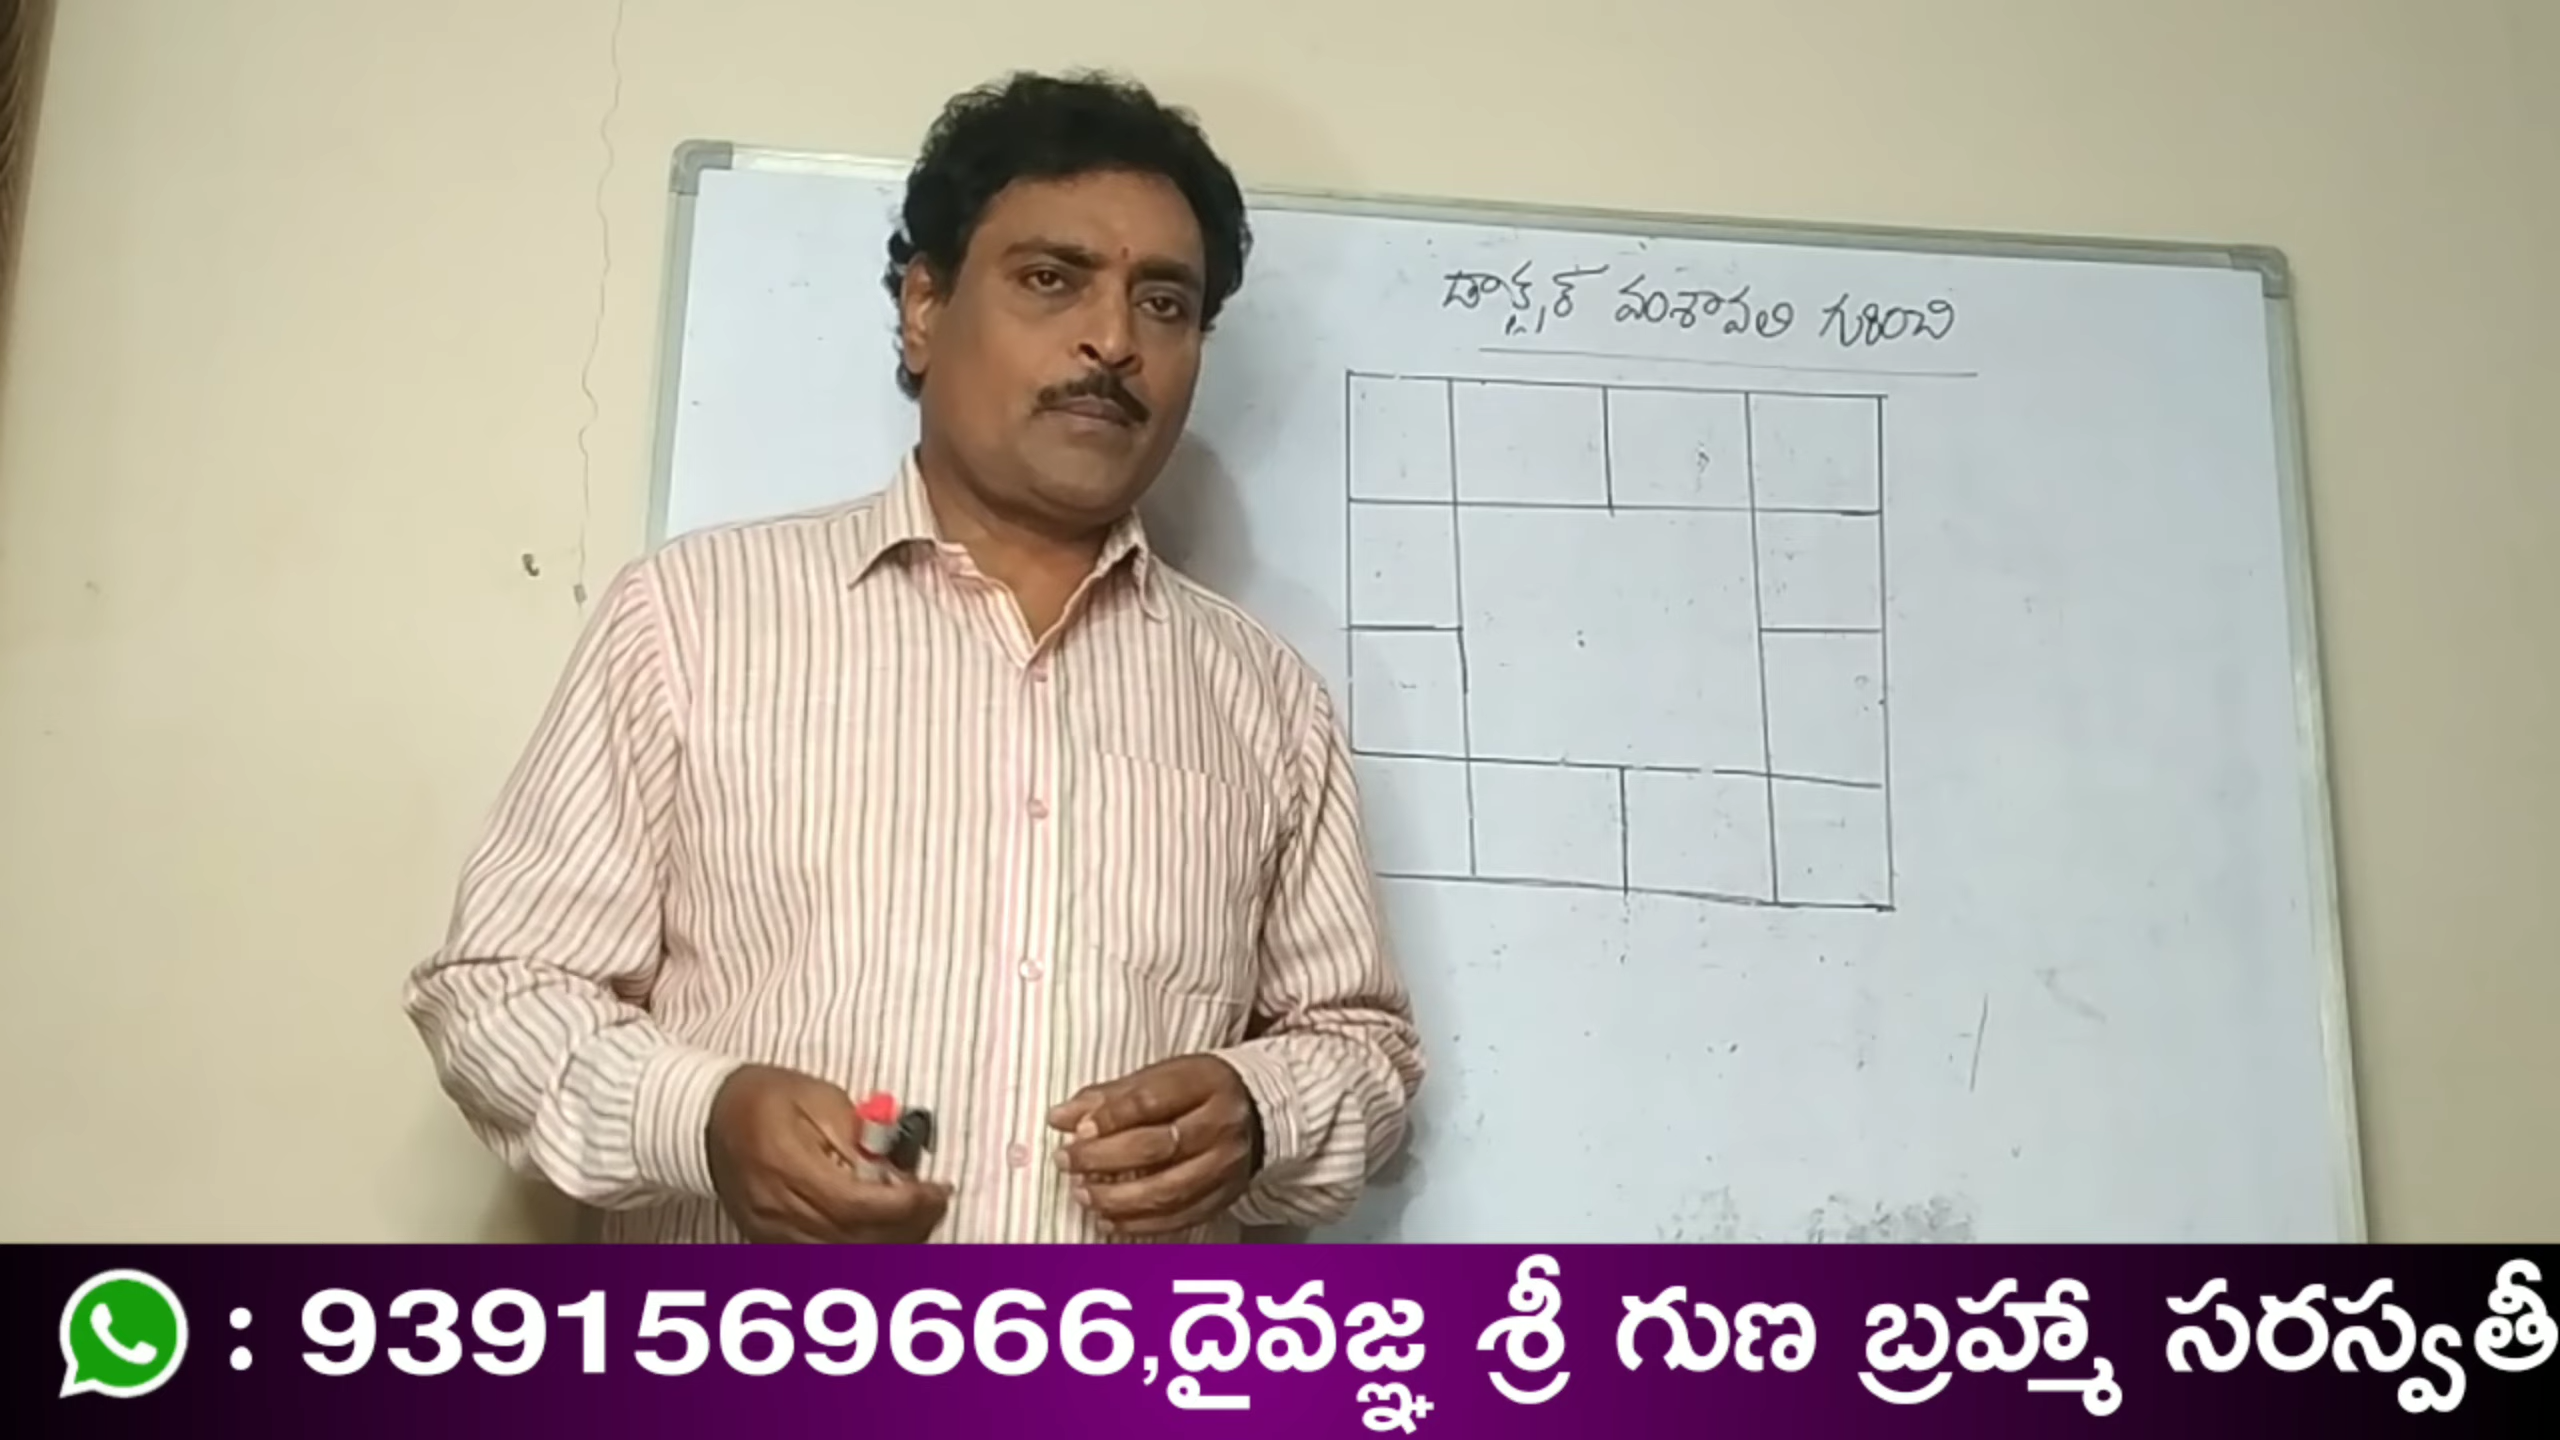 డాక్టర్ వంశావళి గురించి
: 9391569666,దైవజ్ఞ శ్రీ గుణ బ్రహ్మా సరస్వతీ